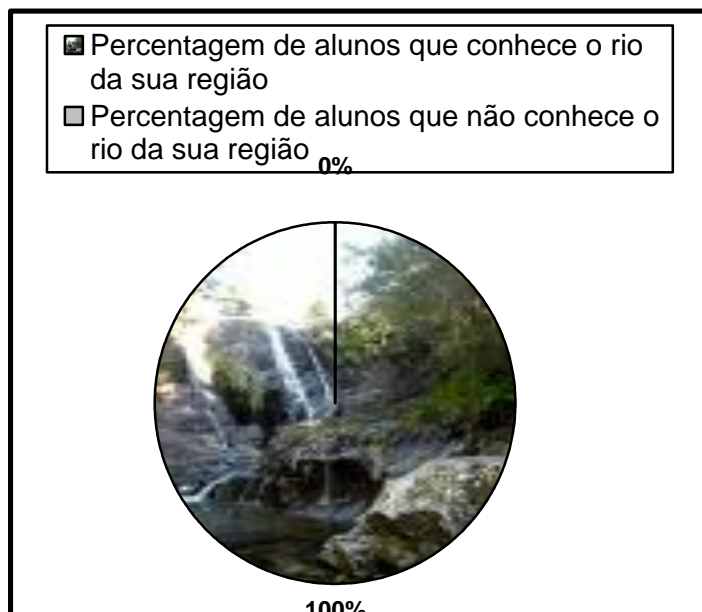 Percentagem de alunos que conhece o rio
da sua região
Percentagem de alunos que não conhece o
rio da sua região
0%
100%